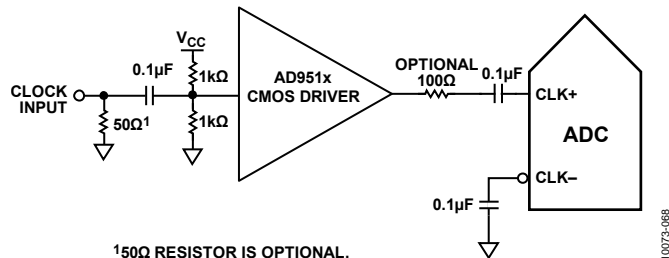 V_CC
0.1µF
1kΩ
CLOCK
INPUT
50Ω¹
1kΩ
AD951x
CMOS DRIVER
OPTIONAL
100Ω
0.1µF
CLK+
ADC
CLK–
0.1µF
¹50Ω RESISTOR IS OPTIONAL.
10073-068